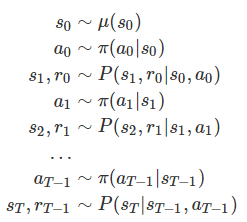 s₀ ∼ μ(s₀)
a₀ ∼ π(a₀|s₀)
s₁, r₀ ∼ P(s₁, r₀|s₀, a₀)
a₁ ∼ π(a₁|s₁)
s₂, r₁ ∼ P(s₂, r₁|s₁, a₁)
…
a_{T−1} ∼ π(a_{T−1}|s_{T−1})
s_T, r_{T−1} ∼ P(s_T|s_{T−1}, a_{T−1})